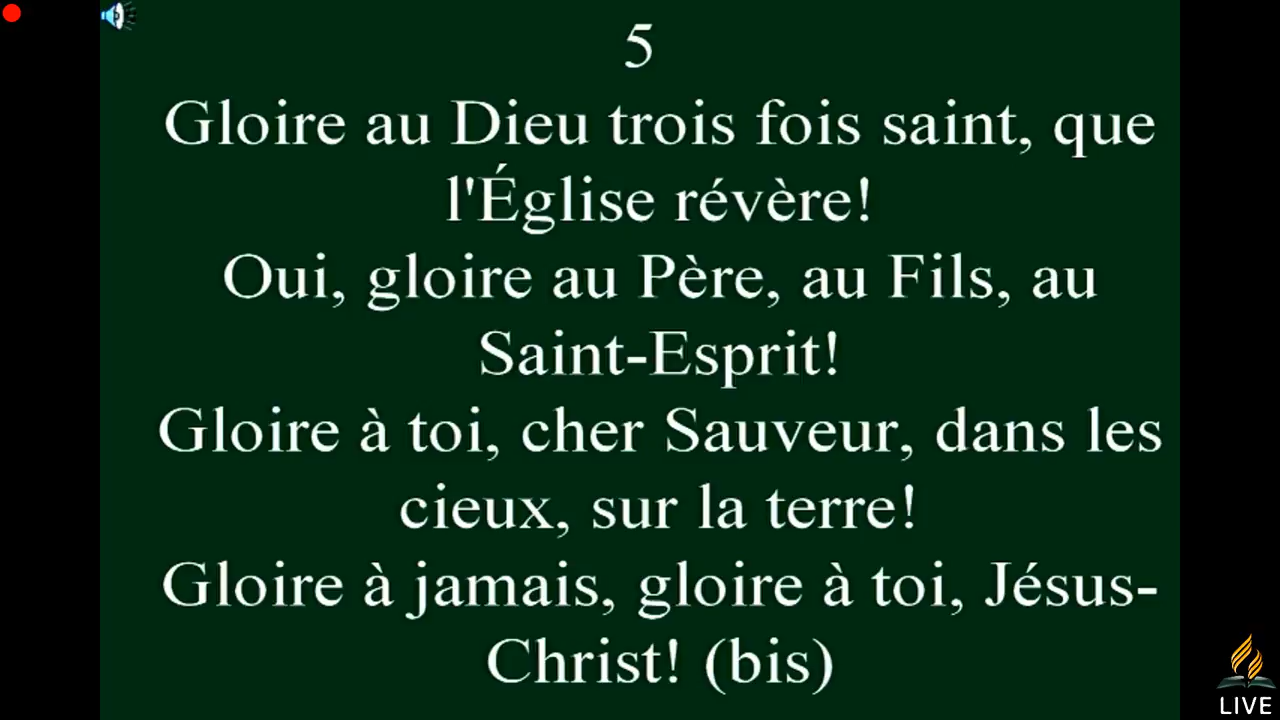 5
Gloire au Dieu trois fois saint, que
l'Église révère!
Oui, gloire au Père, au Fils, au
Saint-Esprit!
Gloire à toi, cher Sauveur, dans les
cieux, sur la terre!
Gloire à jamais, gloire à toi, Jésus-
Christ! (bis)
LIVE